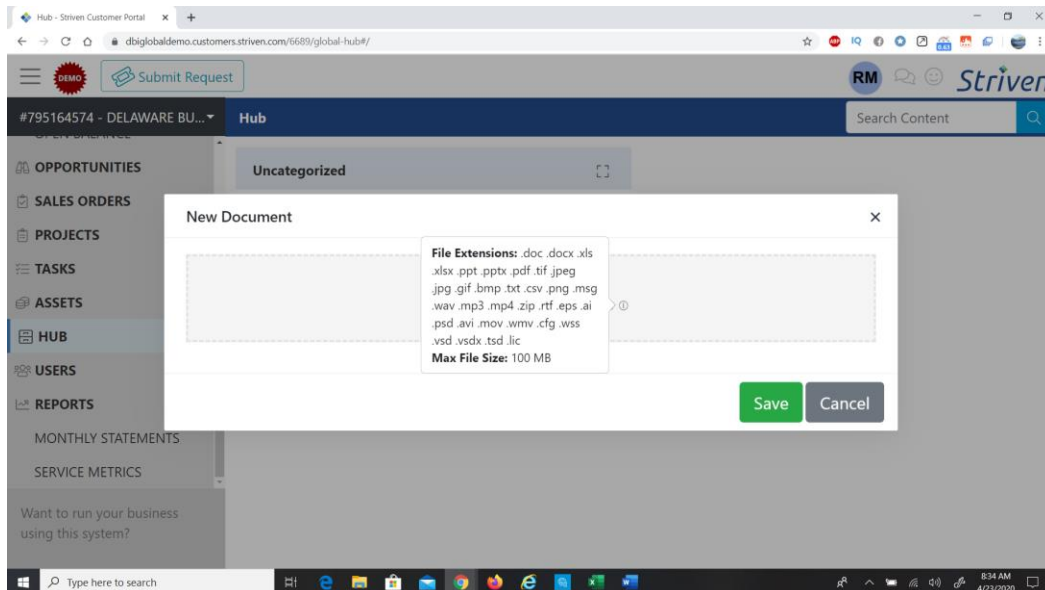 Hub - Striven Customer Portal
dbiglobaldemo.customers.striven.com/6689/global-hub#/
DEMO
Submit Request
RM
Striven
#795164574 - DELAWARE BU...
Hub
Search Content
OPEN BALANCE
Uncategorized
OPPORTUNITIES
SALES ORDERS
New Document
PROJECTS
File Extensions: .doc .docx .xls
.xlsx .ppt .pptx .pdf .tif .jpeg
.jpg .gif .bmp .txt .csv .png .msg
.wav .mp3 .mp4 .zip .rtf .eps .ai
.psd .avi .mov .wmv .cfg .wss
.vsd .vsdx .tsd .lic
Max File Size: 100 MB
TASKS
ASSETS
HUB
USERS
REPORTS
Save
Cancel
MONTHLY STATEMENTS
SERVICE METRICS
Want to run your business
using this system?
Type here to search
8:34 AM
4/23/2020